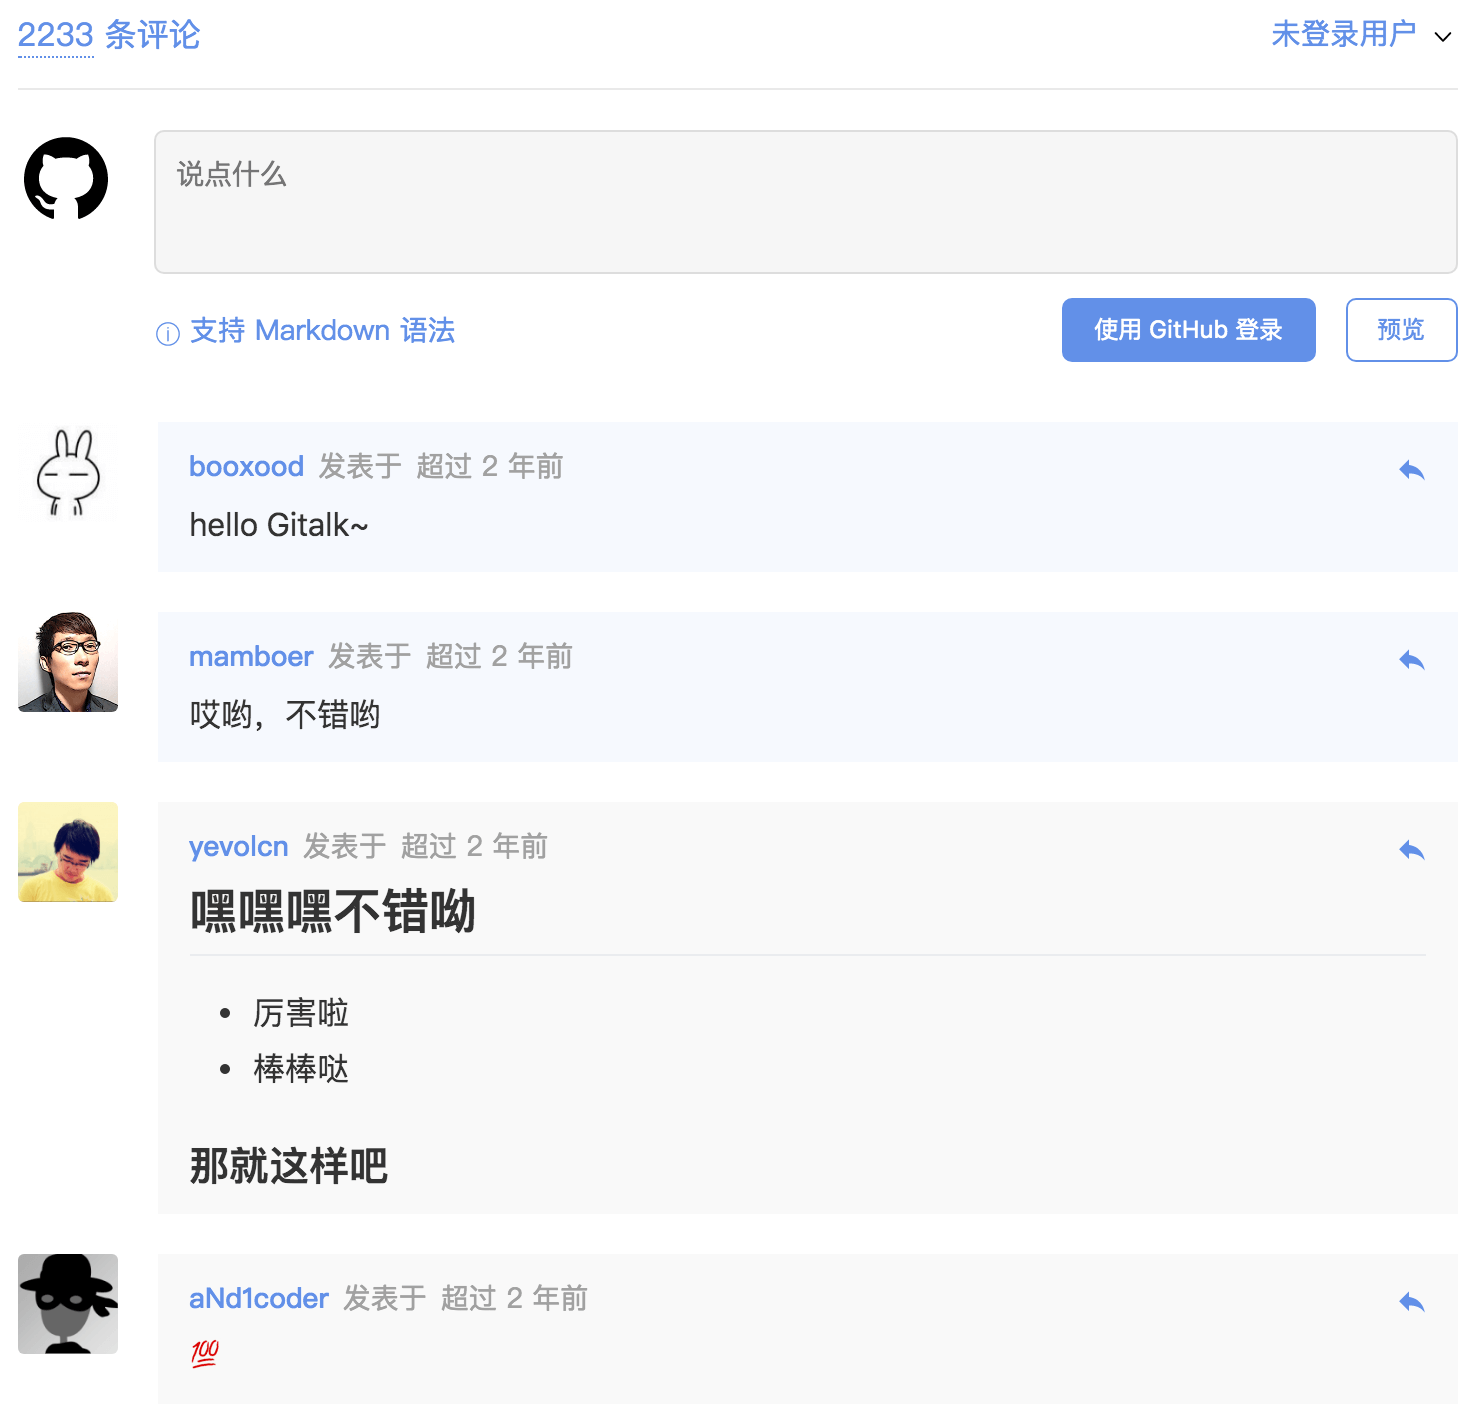 2233 条评论
未登录用户
说点什么
支持 Markdown 语法
使用 GitHub 登录
预览
booxood 发表于 超过 2 年前
hello Gitalk~
mamboer 发表于 超过 2 年前
哎哟，不错哟
yevolcn 发表于 超过 2 年前
嘿嘿嘿不错呦
• 厉害啦
• 棒棒哒
那就这样吧
aNd1coder 发表于 超过 2 年前
💯